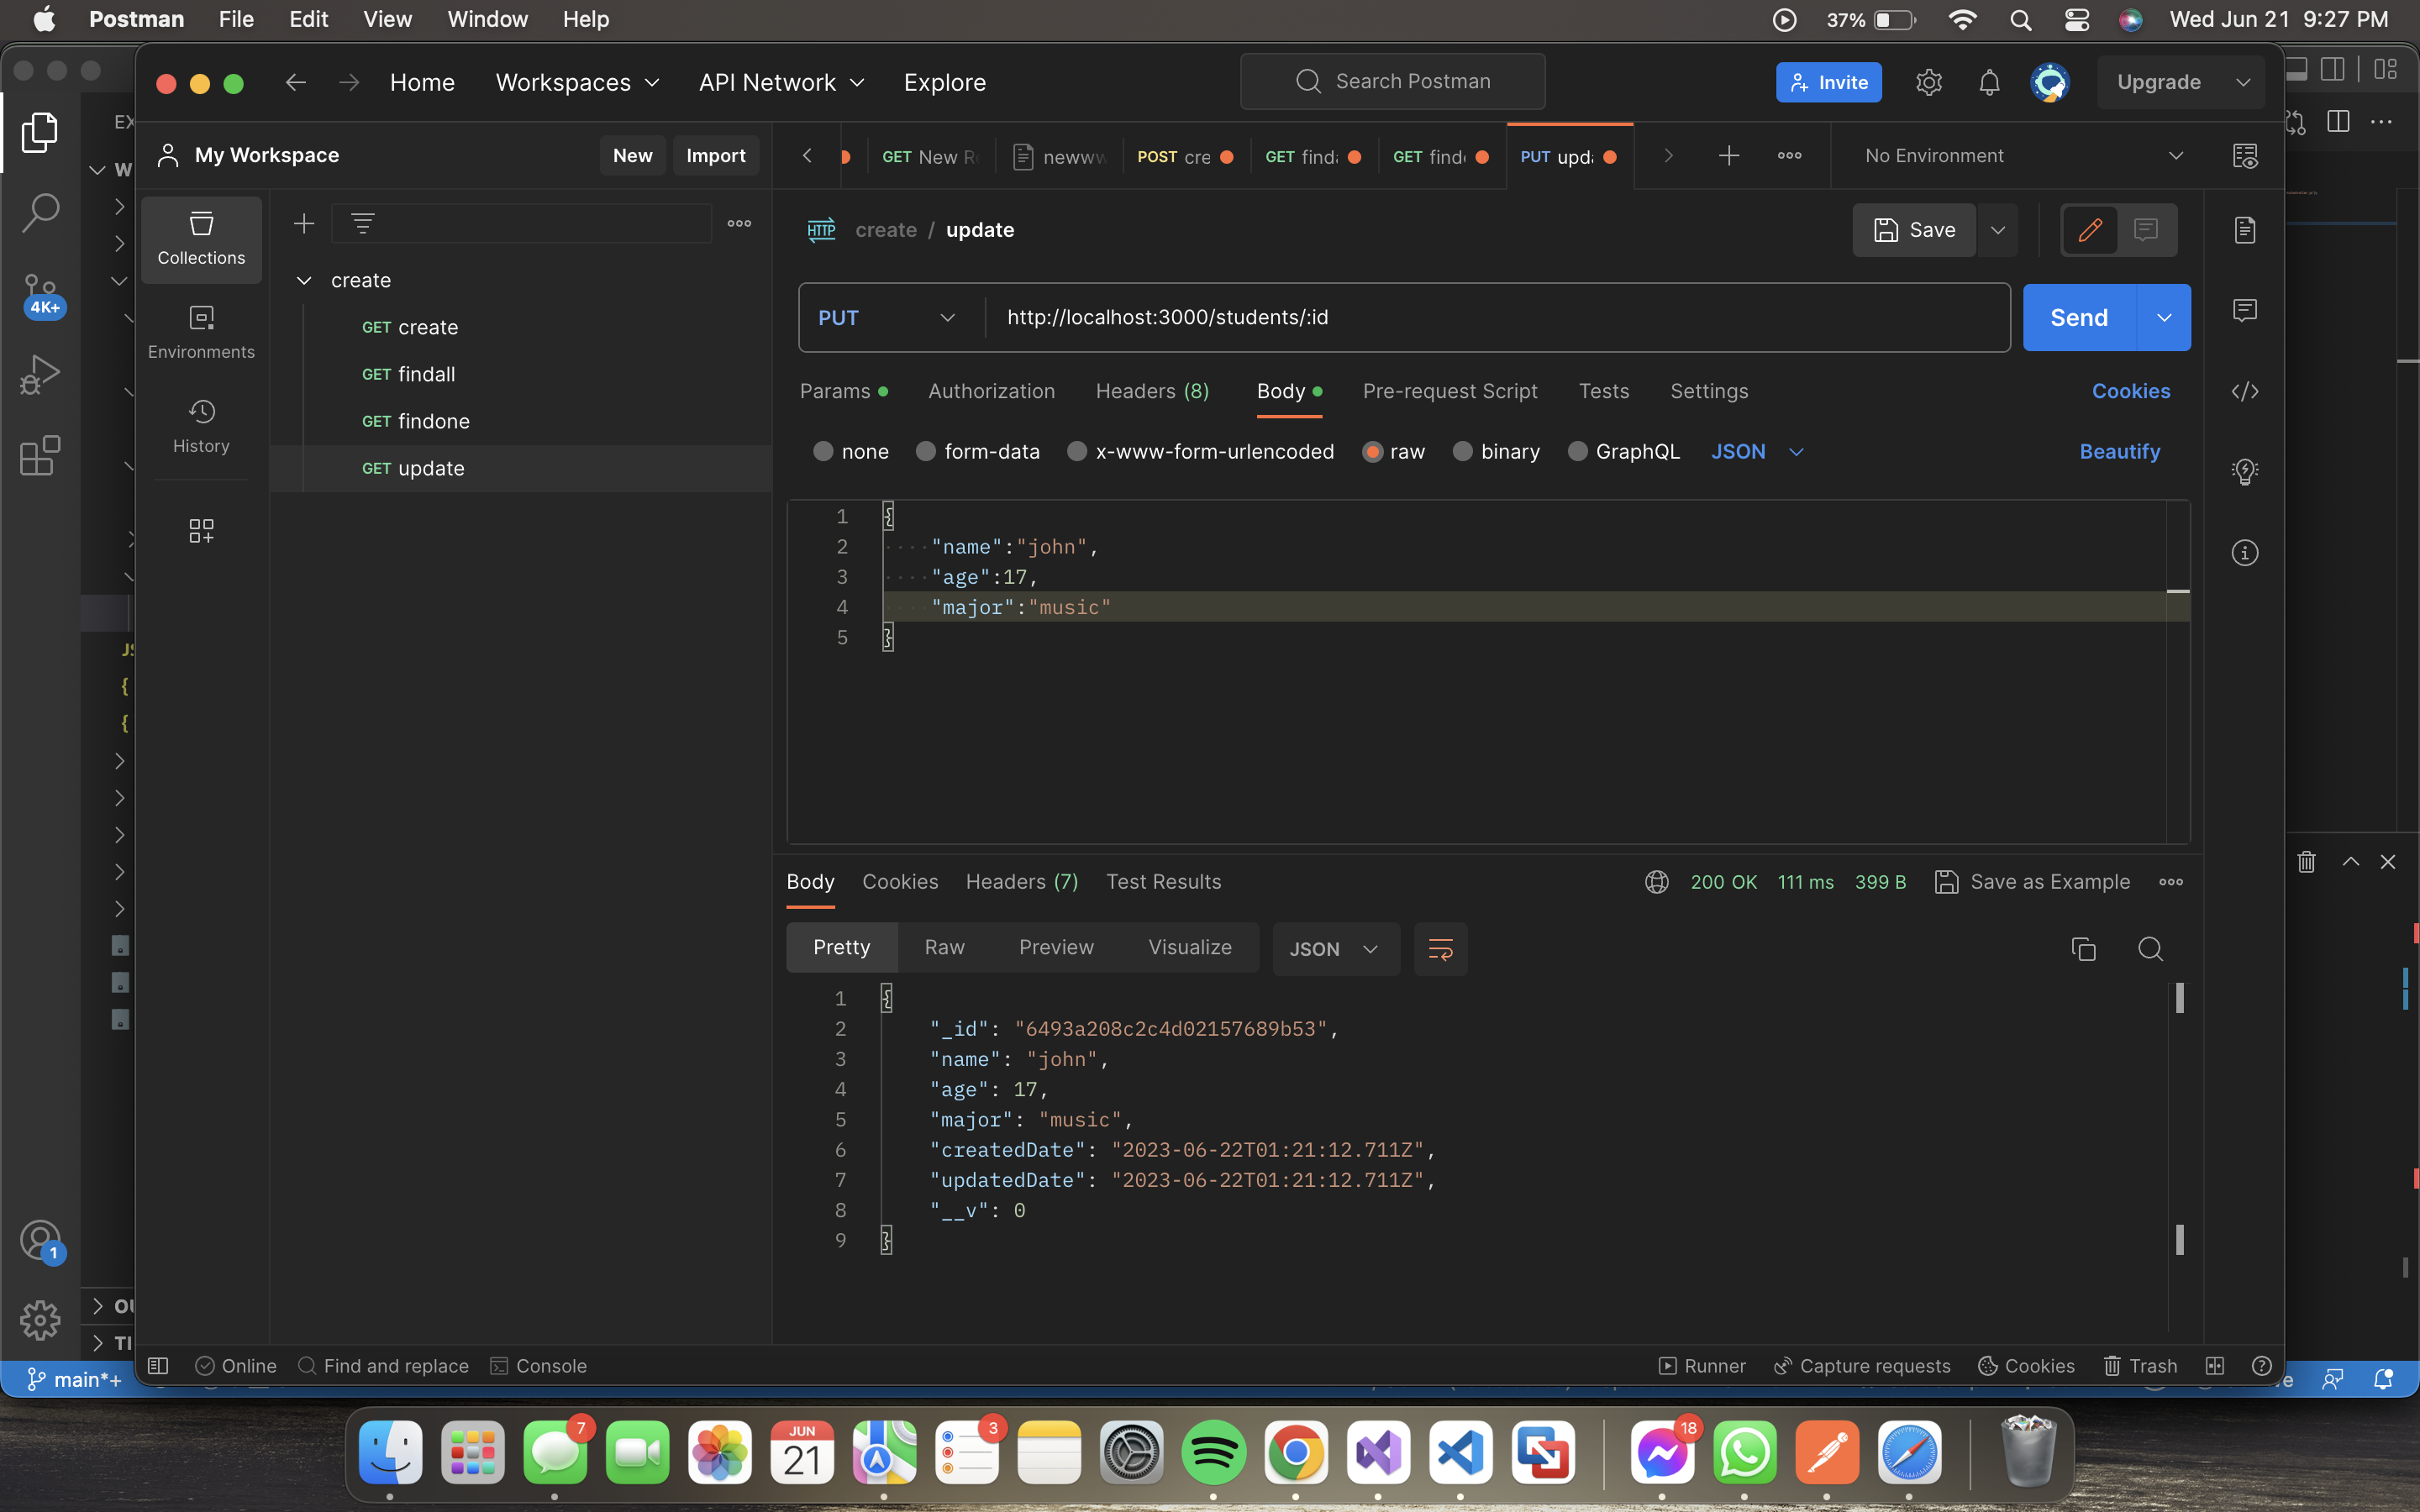 Postman File Edit View Window Help 37% Wed Jun 21 9:27 PM
Home Workspaces API Network Explore Search Postman Invite Upgrade
EX
My Workspace New Import GET New R newww POST cre GET finda GET findo PUT upda No Environment
W
Collections
create / update Save
create
GET create
GET findall
GET findone
GET update
4K+
Environments
History
PUT http://localhost:3000/students/:id Send
Params Authorization Headers (8) Body Pre-request Script Tests Settings Cookies
none form-data x-www-form-urlencoded raw binary GraphQL JSON Beautify
1 {
2 "name":"john",
3 "age":17,
4 "major":"music"
5 }
JS
{
{
Body Cookies Headers (7) Test Results 200 OK 111 ms 399 B Save as Example
Pretty Raw Preview Visualize JSON
1 {
2 "_id": "6493a208c2c4d02157689b53",
3 "name": "john",
4 "age": 17,
5 "major": "music",
6 "createdDate": "2023-06-22T01:21:12.711Z",
7 "updatedDate": "2023-06-22T01:21:12.711Z",
8 "__v": 0
9 }
1
OU
TI
Online Find and replace Console Runner Capture requests Cookies Trash
main*+
7 JUN 21 3 18